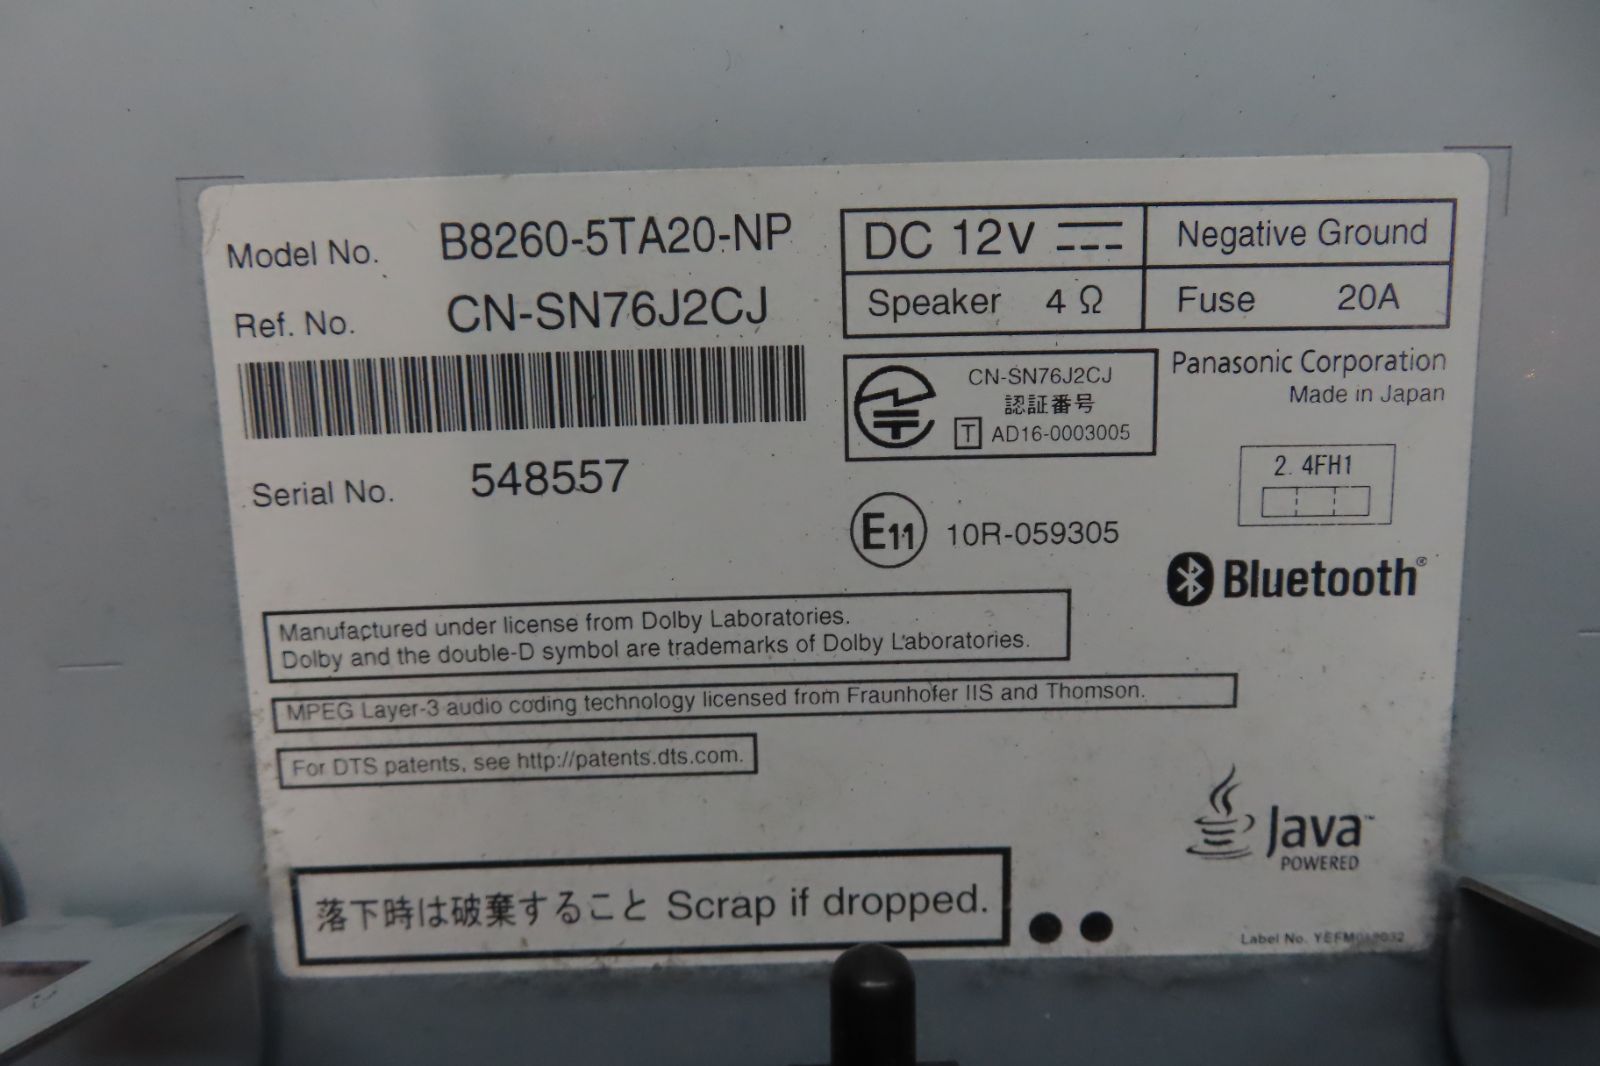 Model No. B8260-5TA20-NP
Ref. No. CN-SN76J2CJ
Serial No. 548557
DC 12V
Negative Ground
Speaker 4 Ω
Fuse 20A
CN-SN76J2CJ
認証番号
T AD16-0003005
Panasonic Corporation
Made in Japan
2.4FH1
E11 10R-059305
Bluetooth®
Manufactured under license from Dolby Laboratories.
Dolby and the double-D symbol are trademarks of Dolby Laboratories.
MPEG Layer-3 audio coding technology licensed from Fraunhofer IIS and Thomson.
For DTS patents, see http://patents.dts.com.
Java™
POWERED
落下時は破棄すること Scrap if dropped.
Label No.